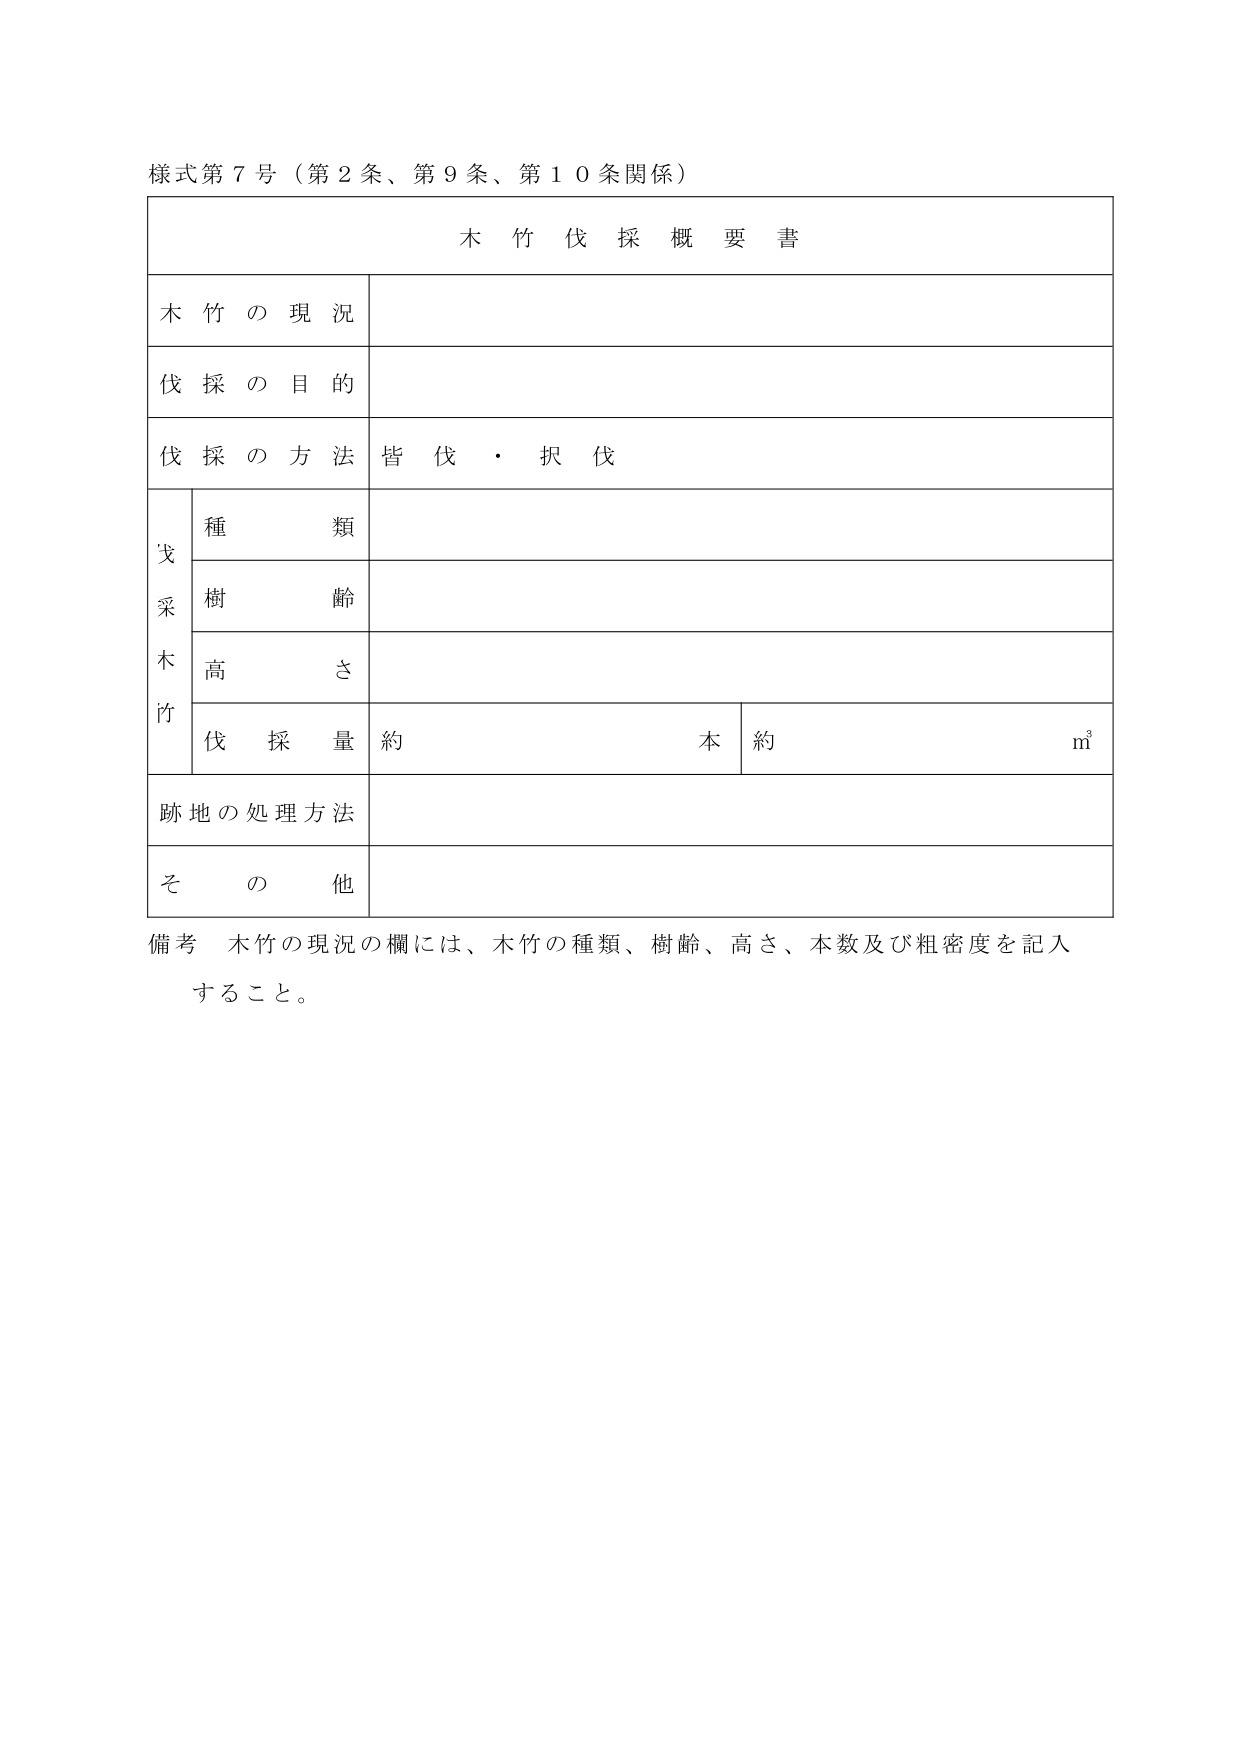 様式第７号（第２条、第９条、第１０条関係）
木竹伐採概要書
木竹の現況
伐採の目的
伐採の方法 皆伐・択伐
伐採木竹
種類
樹齢
高さ
伐採量 約 本 約 ㎥
跡地の処理方法
その他
備考　木竹の現況の欄には、木竹の種類、樹齢、高さ、本数及び粗密度を記入
すること。